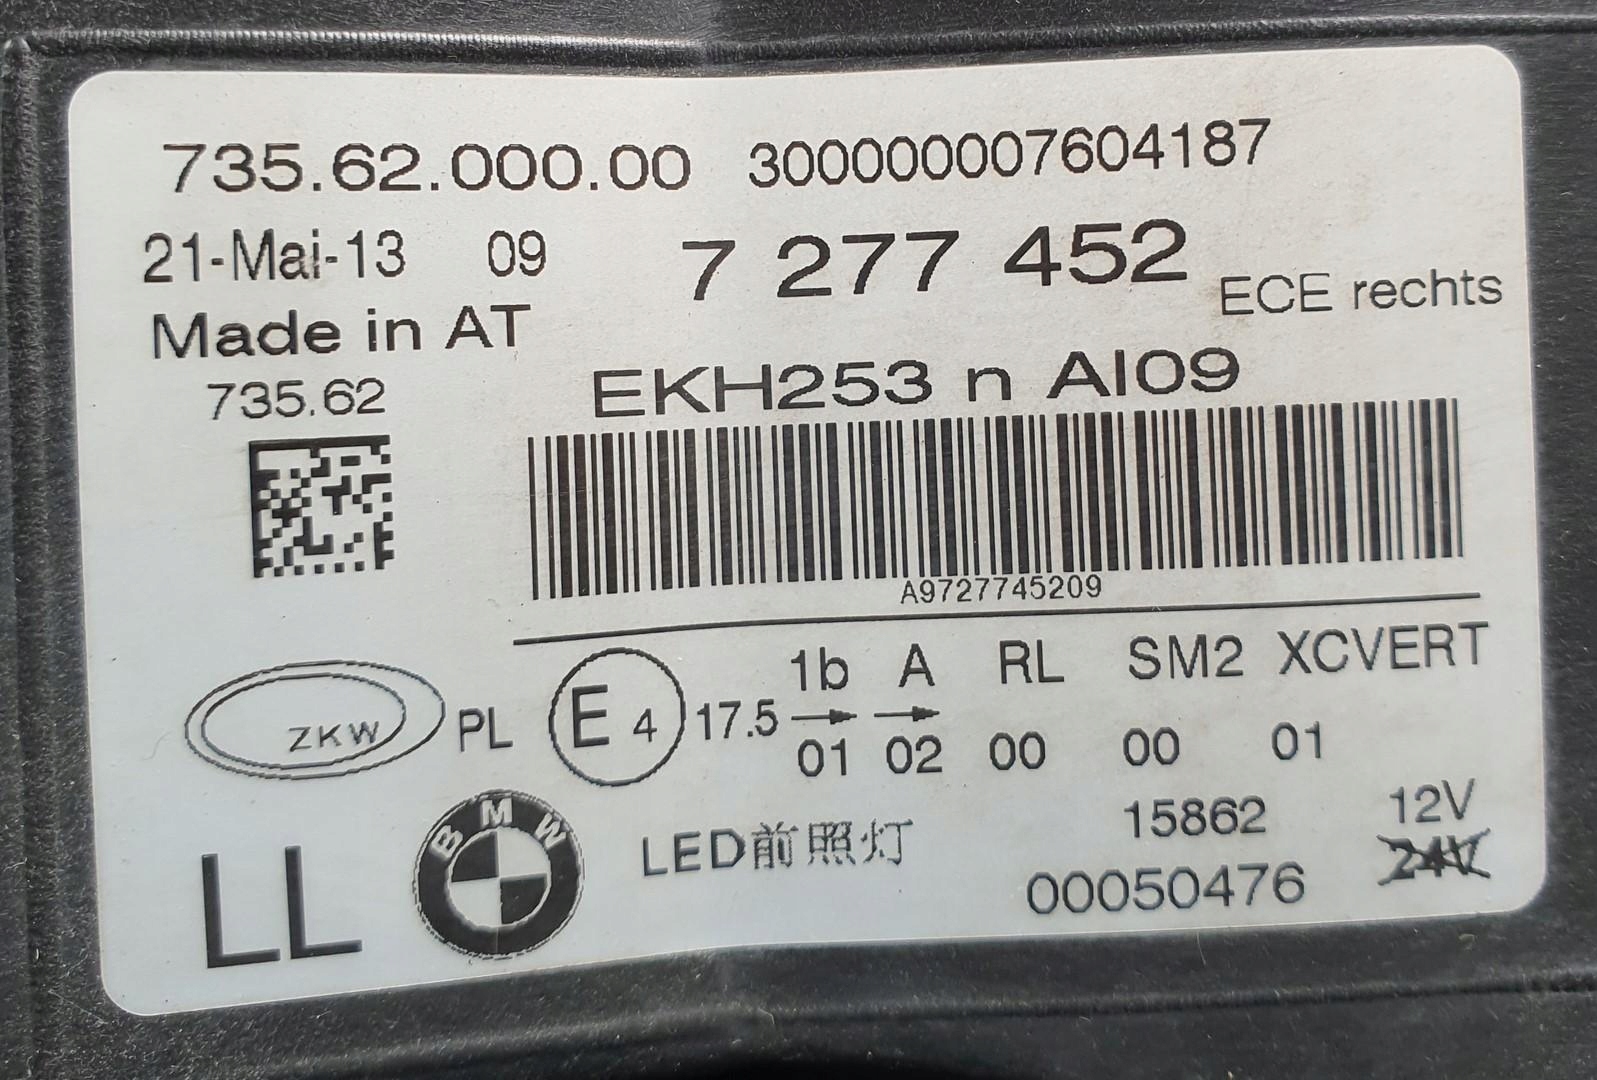 735.62.000.00 300000007604187
21-Mai-13 09 7 277 452 ECE rechts
Made in AT
735.62 EKH253 n AI09
A9727745209
1b A RL SM2 XCVERT
ZKW PL E4 17.5 → →
01 02 00 00 01
BMW
LED前照灯 15862 12V
LL 00050476 24V